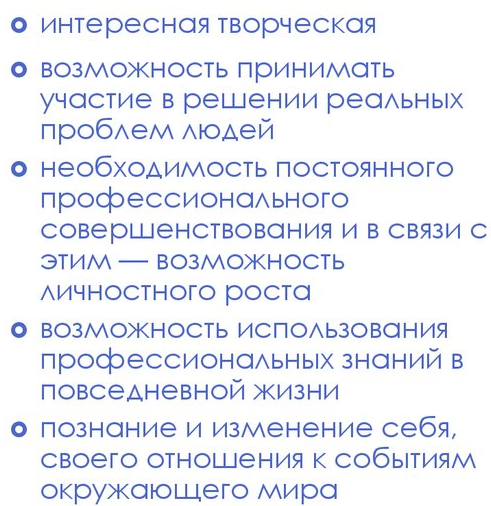 интересная творческая
возможность принимать
участие в решении реальных
проблем людей
необходимость постоянного
профессионального
совершенствования и в связи с
этим — возможность
личностного роста
возможность использования
профессиональных знаний в
повседневной жизни
познание и изменение себя,
своего отношения к событиям
окружающего мира